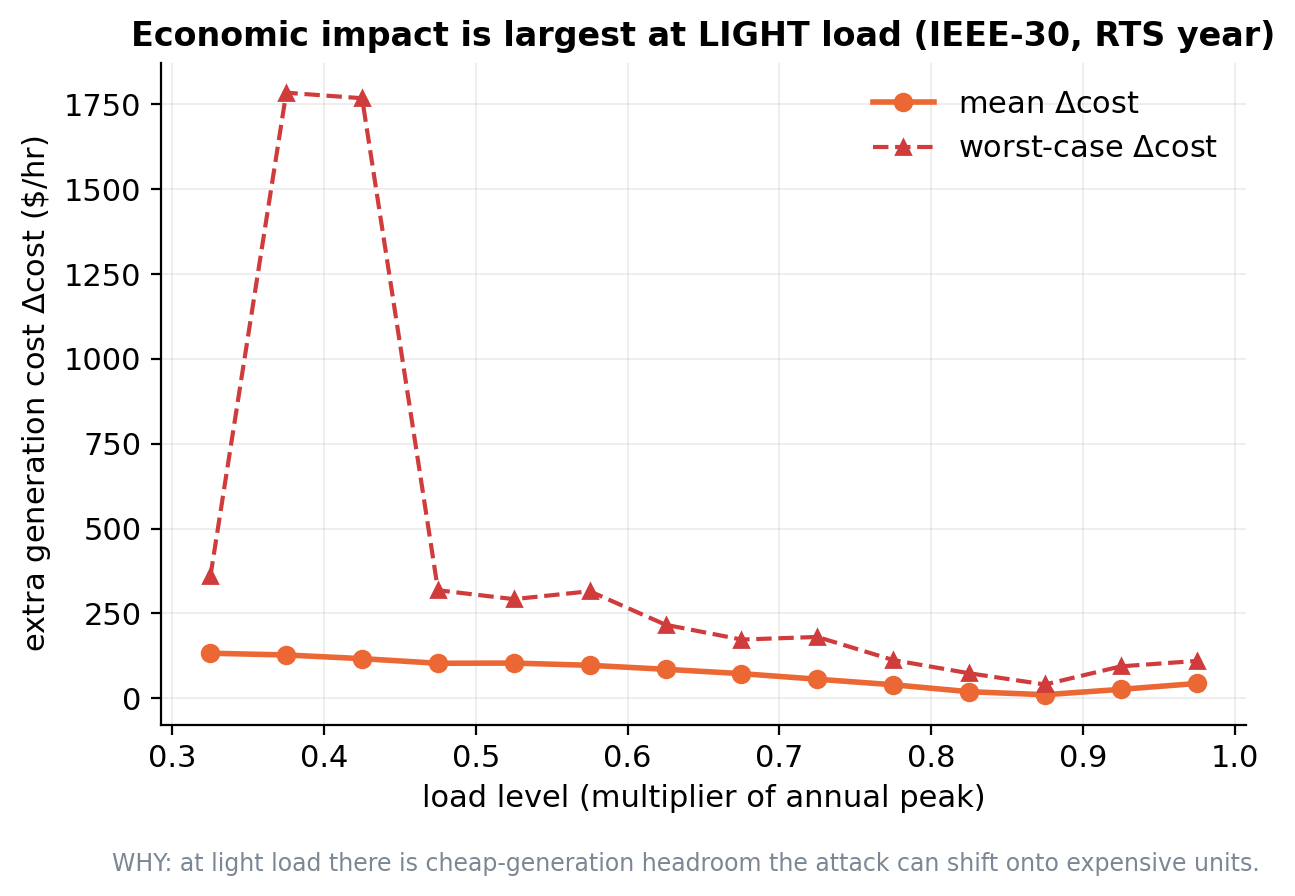 Economic impact is largest at LIGHT load (IEEE-30, RTS year)
mean Δcost
worst-case Δcost
extra generation cost Δcost ($/hr)
1750
1500
1250
1000
750
500
250
0
0.3 0.4 0.5 0.6 0.7 0.8 0.9 1.0
load level (multiplier of annual peak)
WHY: at light load there is cheap-generation headroom the attack can shift onto expensive units.